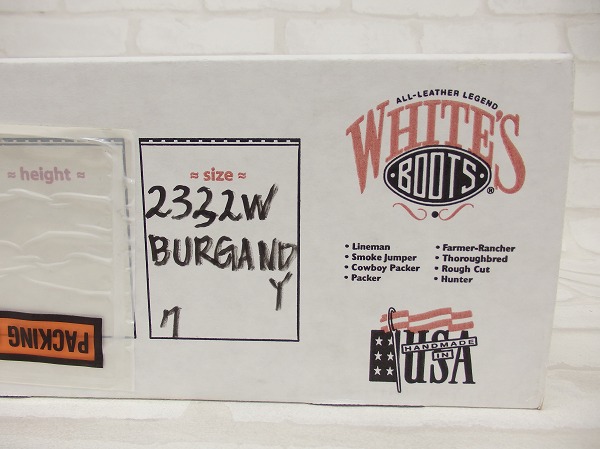 ≈ height ≈
PACKING
≈ size ≈
2332W
BURGAND
Y
7
ALL-LEATHER LEGEND
WHITE'S
BOOTS®
• Lineman
• Smoke Jumper
• Cowboy Packer
• Packer
• Farmer-Rancher
• Thoroughbred
• Rough Cut
• Hunter
HANDMADE
IN
USA